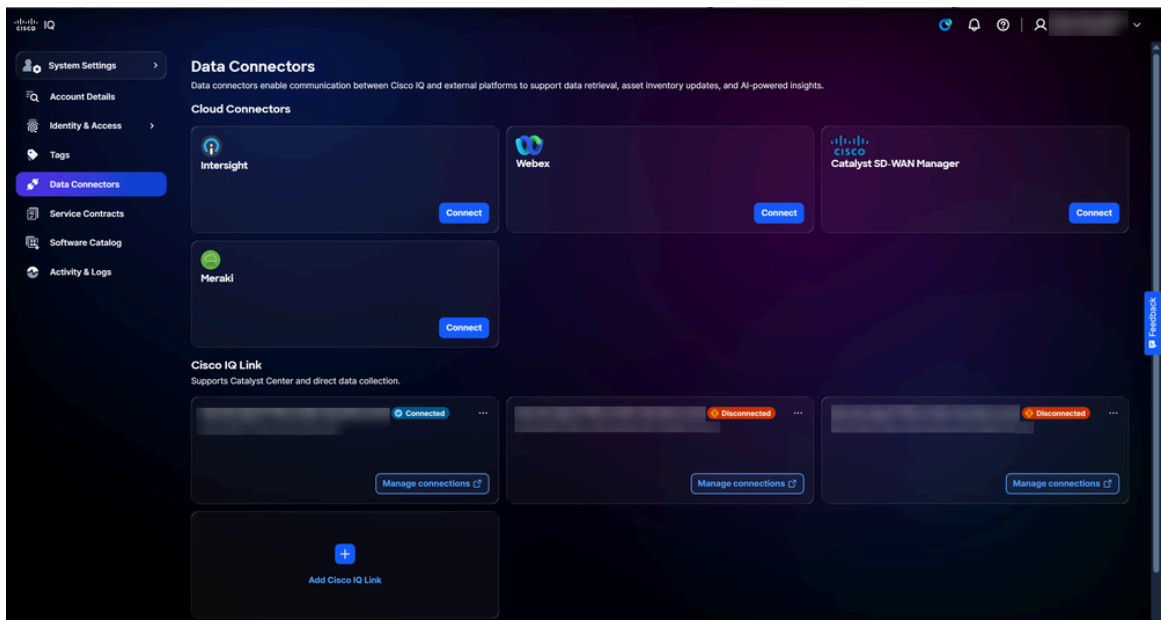 cisco IQ
System Settings
Account Details
Identity & Access
Tags
Data Connectors
Service Contracts
Software Catalog
Activity & Logs
Data Connectors
Data connectors enable communication between Cisco IQ and external platforms to support data retrieval, asset inventory updates, and AI-powered insights.
Cloud Connectors
Intersight
Connect
Webex
Connect
CISCO
Catalyst SD-WAN Manager
Connect
Meraki
Connect
Cisco IQ Link
Supports Catalyst Center and direct data collection.
Connected
Manage connections
Disconnected
Manage connections
Disconnected
Manage connections
Add Cisco IQ Link
Feedback